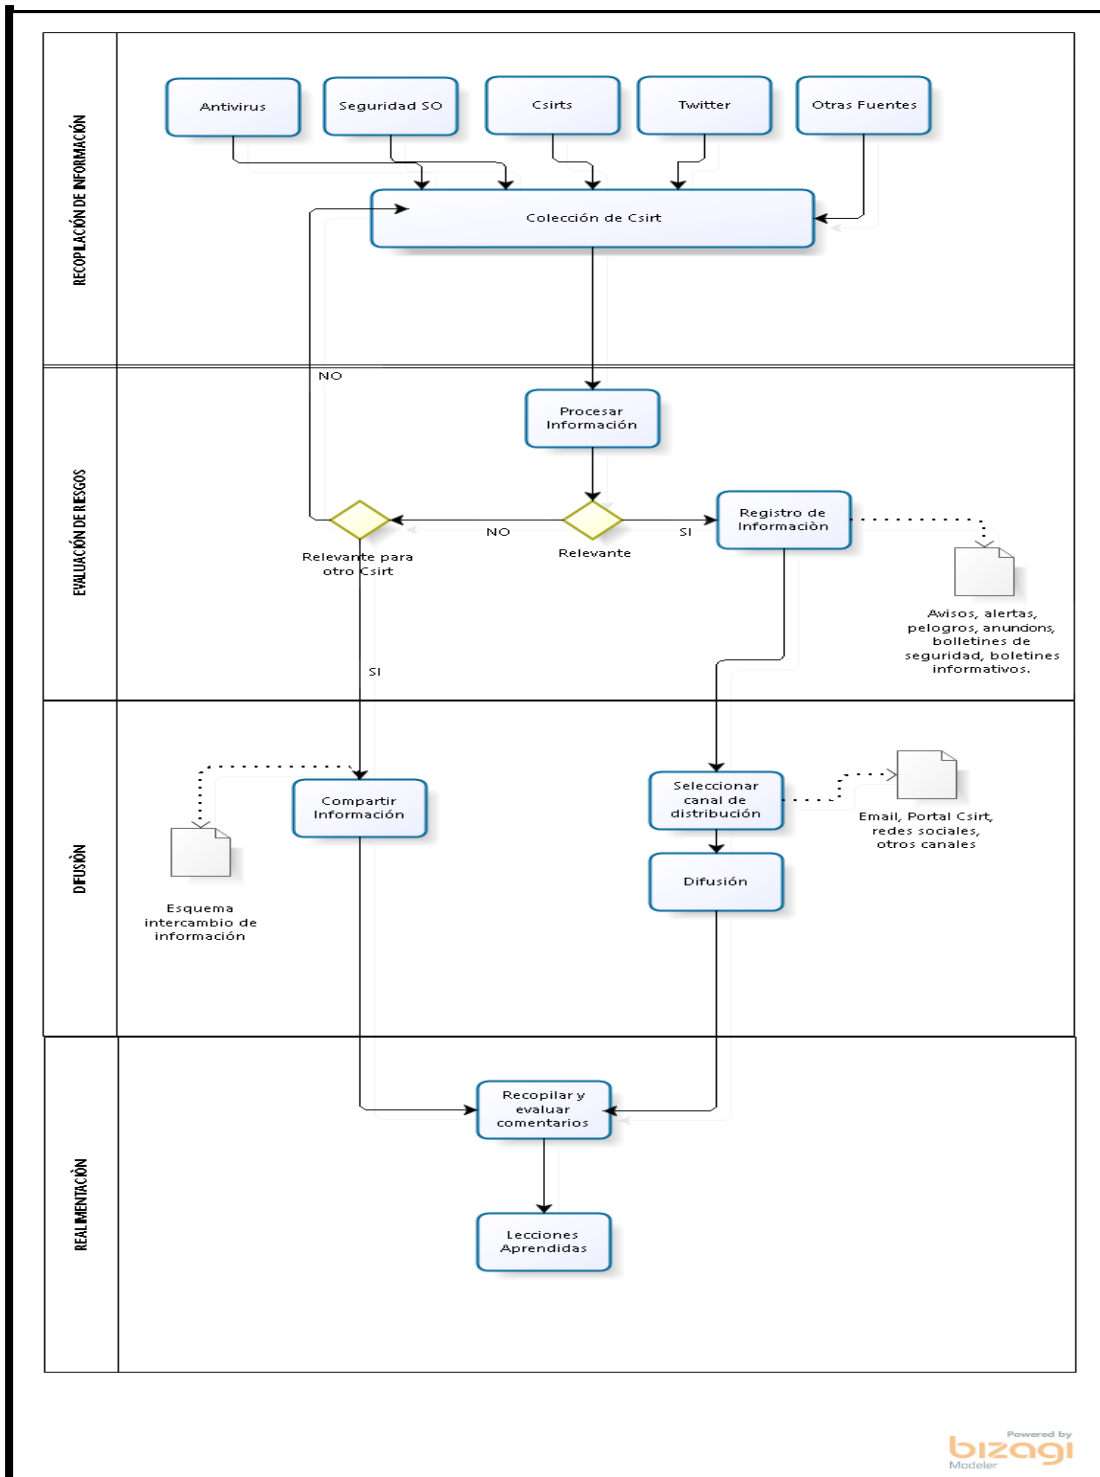 RECOPILACIÓN DE INFORMACIÓN
Antivirus
Seguridad SO
Csirts
Twitter
Otras Fuentes
Colección de Csirt
EVALUACIÓN DE RIESGOS
NO
Procesar
Información
Relevante
NO
SI
Relevante para
otro Csirt
SI
Registro de
Informaciòn
Avisos, alertas,
pelogros, anundons,
bolletines de
seguridad, boletines
informativos.
DIFUSIÒN
Compartir
Información
Esquema
intercambio de
información
Seleccionar
canal de
distribución
Email, Portal Csirt,
redes sociales,
otros canales
Difusión
REALIMENTACIÒN
Recopilar y
evaluar
comentarios
Lecciones
Aprendidas
Powered by
bizagi
Modeler